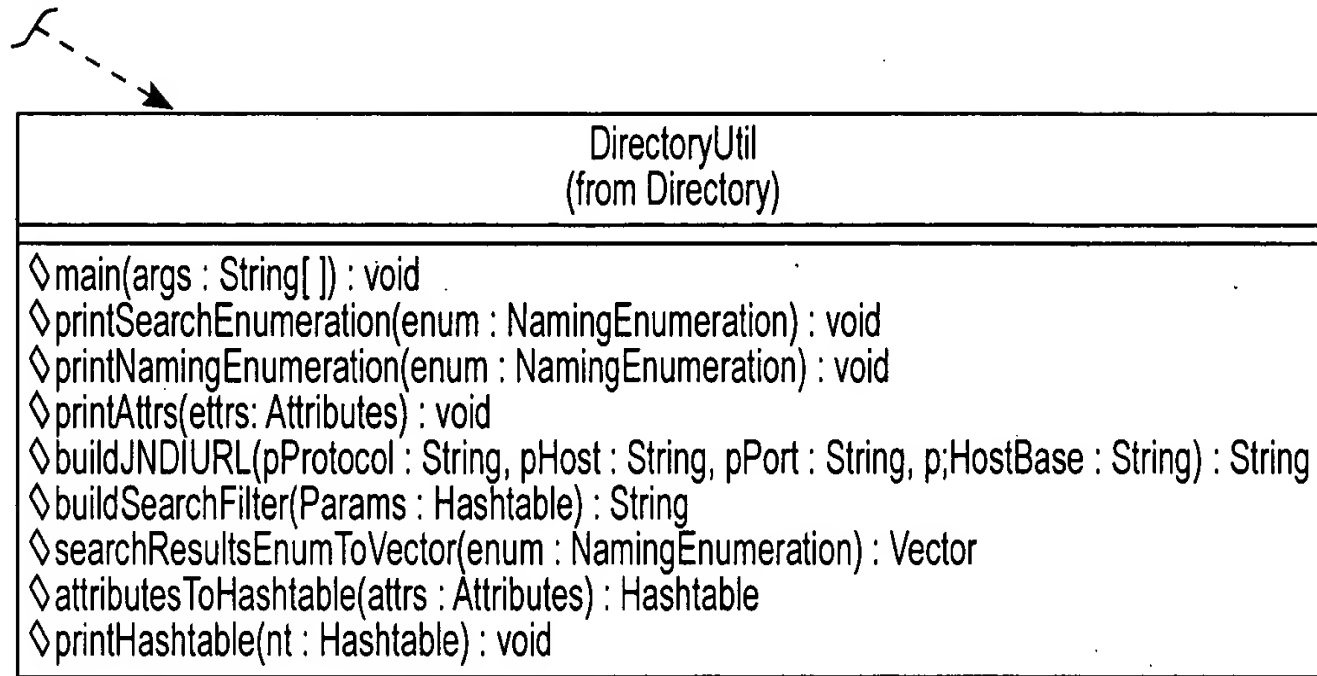 DirectoryUtil
(from Directory)
main(args : String[ ]) : void
printSearchEnumeration(enum : NamingEnumeration) : void
printNamingEnumeration(enum : NamingEnumeration) : void
printAttrs(ettrs: Attributes) : void
buildJNDIURL(pProtocol : String, pHost : String, pPort : String, p;HostBase : String) : String
buildSearchFilter(Params : Hashtable) : String
searchResultsEnumToVector(enum : NamingEnumeration) : Vector
attributesToHashtable(attrs : Attributes) : Hashtable
printHashtable(nt : Hashtable) : void